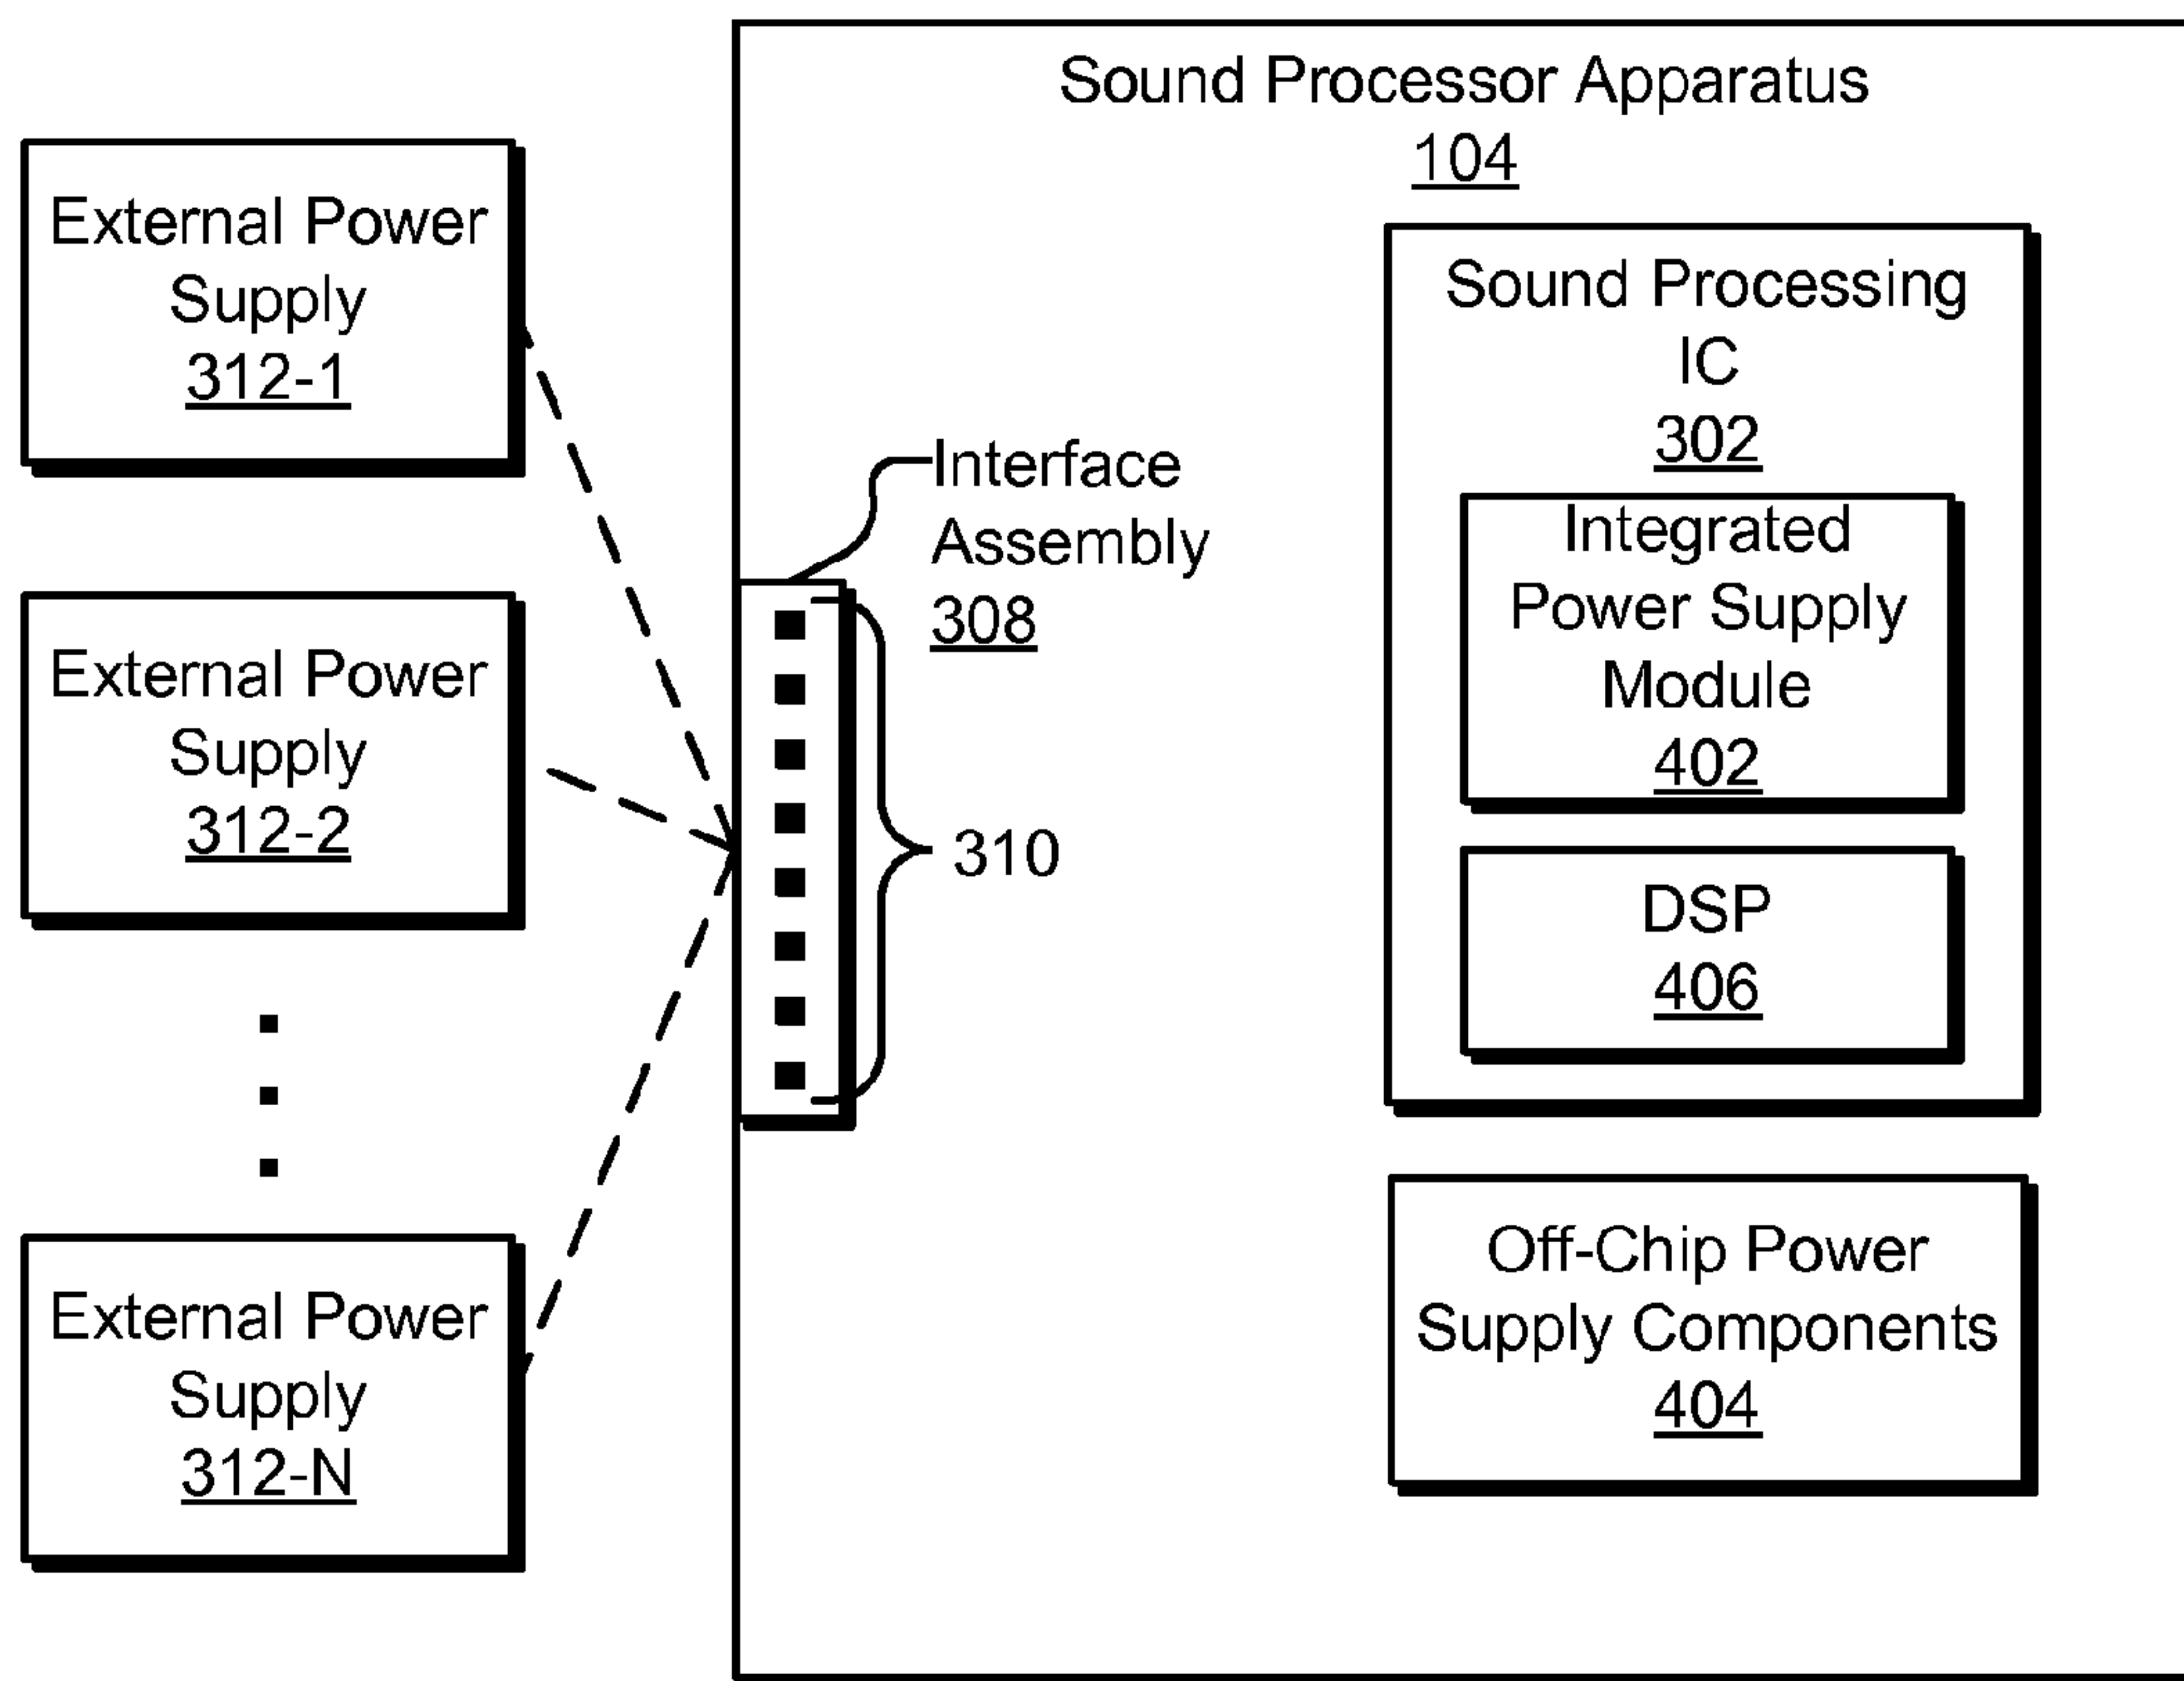 Sound Processor Apparatus
104
External Power
Supply
312-1
External Power
Supply
312-2
External Power
Supply
312-N
Interface
Assembly
308
310
Sound Processing
IC
302
Integrated
Power Supply
Module
402
DSP
406
Off-Chip Power
Supply Components
404